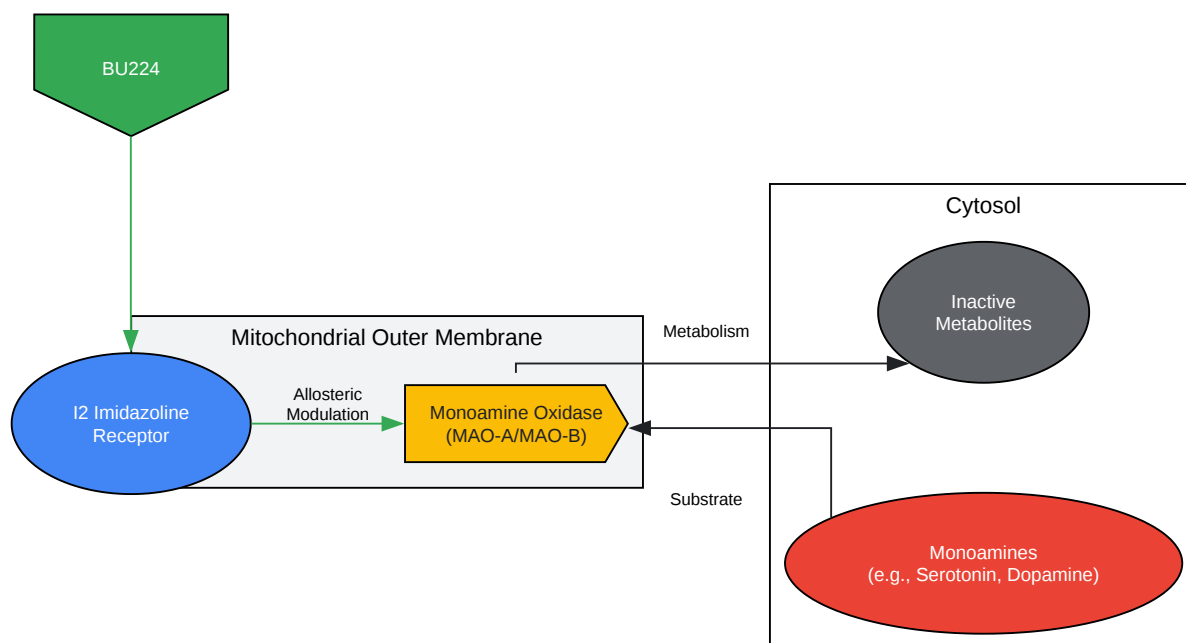 BU224
Cytosol
Inactive
Metabolites
Mitochondrial Outer Membrane
Metabolism
I2 Imidazoline
Receptor
Allosteric
Modulation
Monoamine Oxidase
(MAO-A/MAO-B)
Substrate
Monoamines
(e.g., Serotonin, Dopamine)